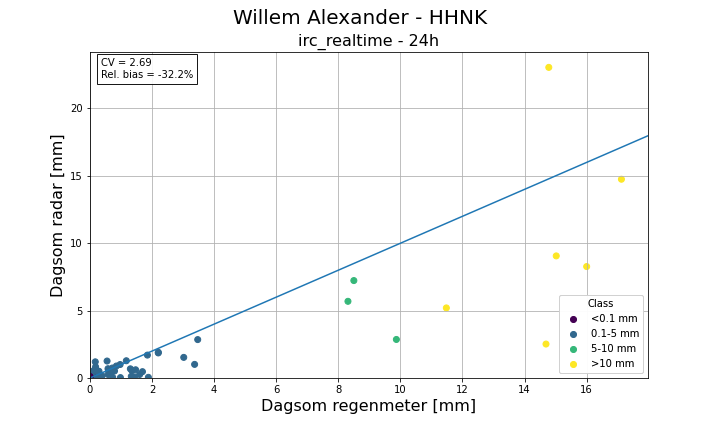 Willem Alexander - HHNK
irc_realtime - 24h
CV = 2.69
Rel. bias = -32.2%
Dagsom radar [mm]
20
15
10
5
0
Class
<0.1 mm
0.1-5 mm
5-10 mm
>10 mm
0 2 4 6 8 10 12 14 16
Dagsom regenmeter [mm]